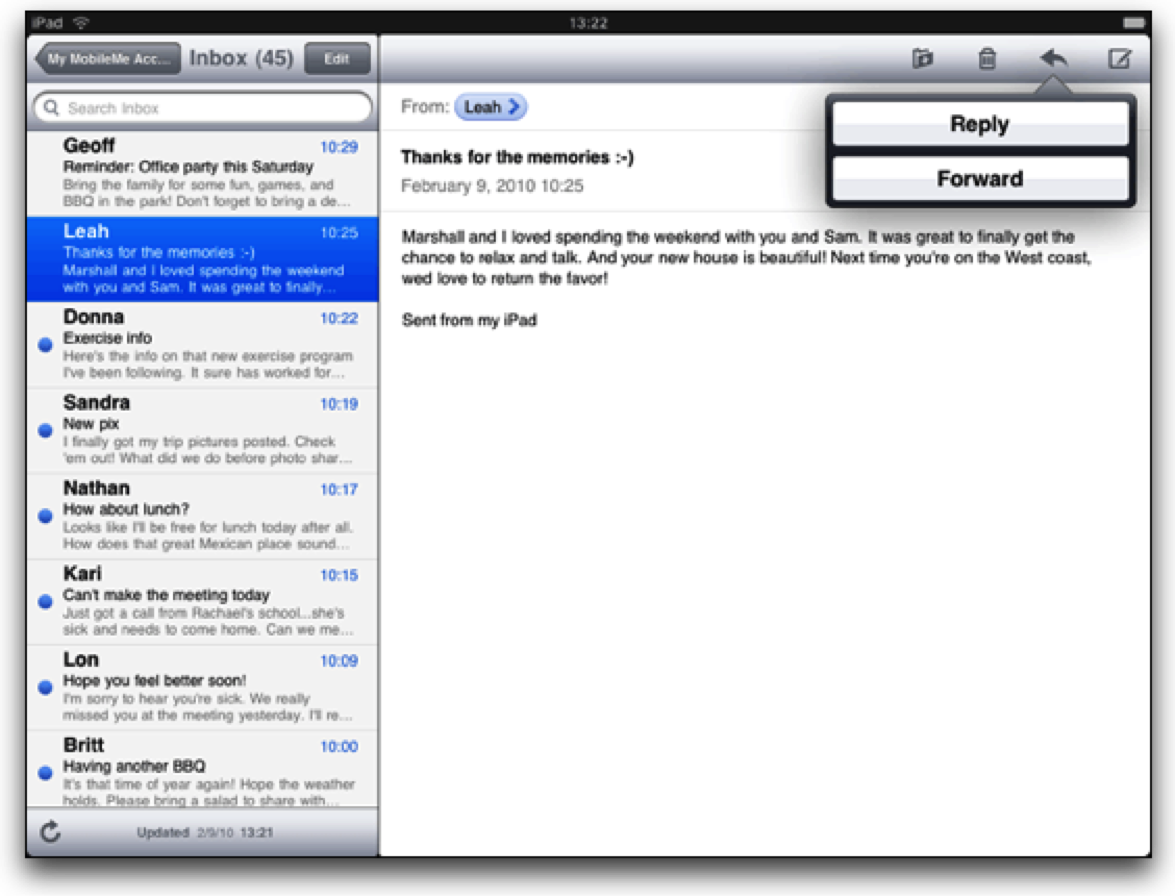 iPad
13:22
My MobileMe Acc...
Inbox (45)
Edit
Search Inbox
Geoff 10:29
Reminder: Office party this Saturday
Bring the family for some fun, games, and
BBQ in the park! Don't forget to bring a de...
Leah 10:25
Thanks for the memories :-)
Marshall and I loved spending the weekend
with you and Sam. It was great to finally...
Donna 10:22
Exercise info
Here's the info on that new exercise program
I've been following. It sure has worked for...
Sandra 10:19
New pix
I finally got my trip pictures posted. Check
'em out! What did we do before photo shar...
Nathan 10:17
How about lunch?
Looks like I'll be free for lunch today after all.
How does that great Mexican place sound...
Kari 10:15
Can't make the meeting today
Just got a call from Rachael's school...she's
sick and needs to come home. Can we me...
Lon 10:09
Hope you feel better soon!
I'm sorry to hear you're sick. We really
missed you at the meeting yesterday. I'll re...
Britt 10:00
Having another BBQ
It's that time of year again! Hope the weather
holds. Please bring a salad to share with...
Updated 2/9/10 13:21
From: Leah
Reply
Forward
Thanks for the memories :-)
February 9, 2010 10:25
Marshall and I loved spending the weekend with you and Sam. It was great to finally get the
chance to relax and talk. And your new house is beautiful! Next time you're on the West coast,
wed love to return the favor!
Sent from my iPad